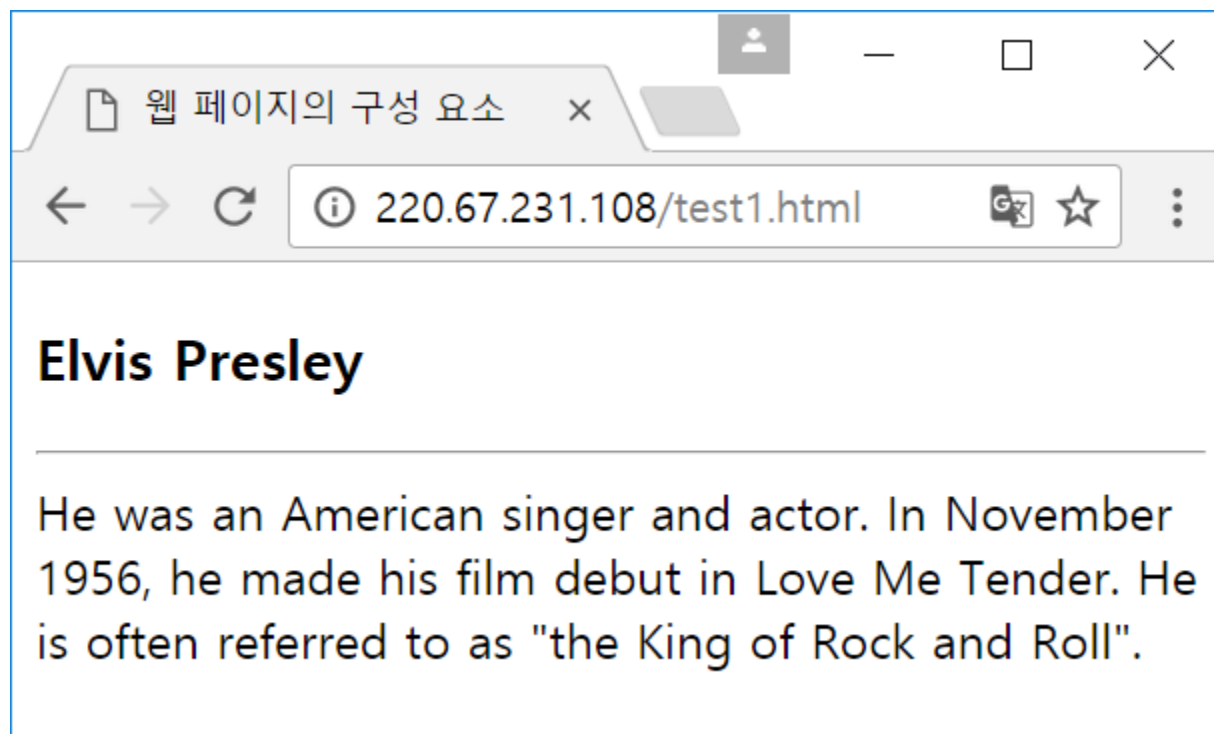 웹 페이지의 구성 요소
220.67.231.108/test1.html
Elvis Presley
He was an American singer and actor. In November
1956, he made his film debut in Love Me Tender. He
is often referred to as "the King of Rock and Roll".